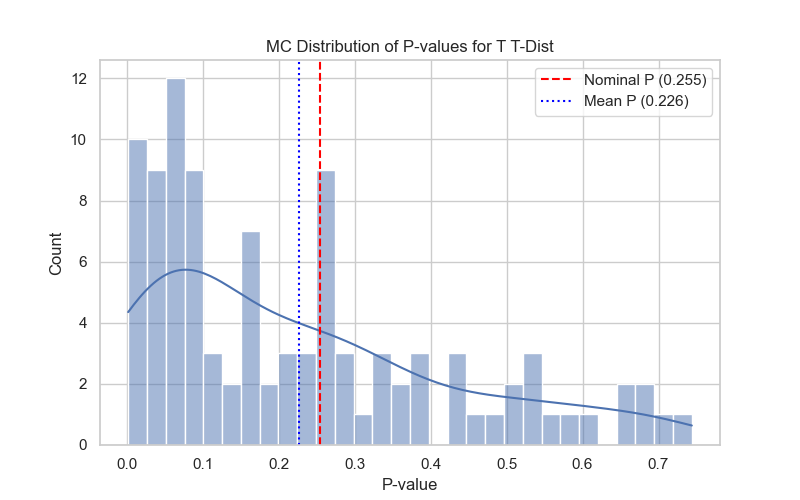 MC Distribution of P-values for T T-Dist
Nominal P (0.255)
Mean P (0.226)
Count
12
10
8
6
4
2
0
0.0 0.1 0.2 0.3 0.4 0.5 0.6 0.7
P-value